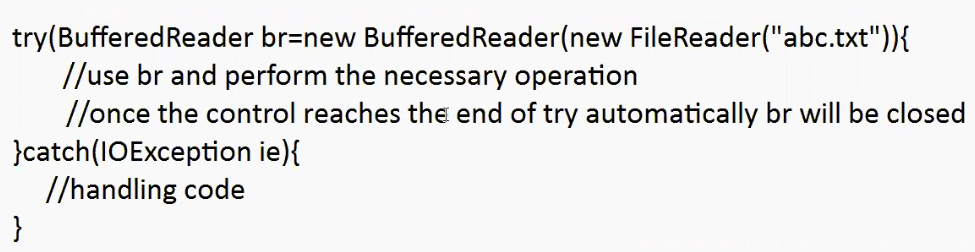 try(BufferedReader br=new BufferedReader(new FileReader("abc.txt")){
//use br and perform the necessary operation
//once the control reaches the end of try automatically br will be closed
}catch(IOException ie){
//handling code
}